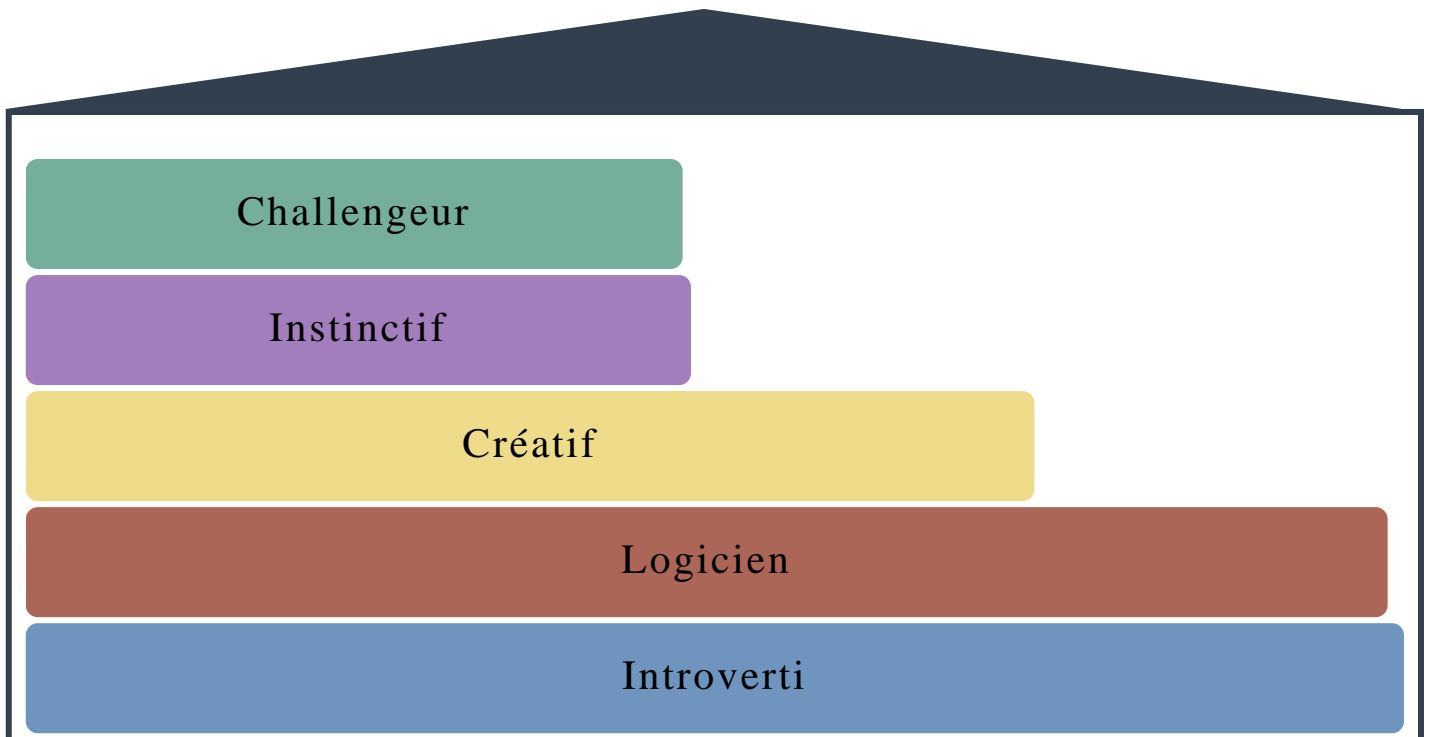 Challengeur
Instinctif
Créatif
Logicien
Introverti